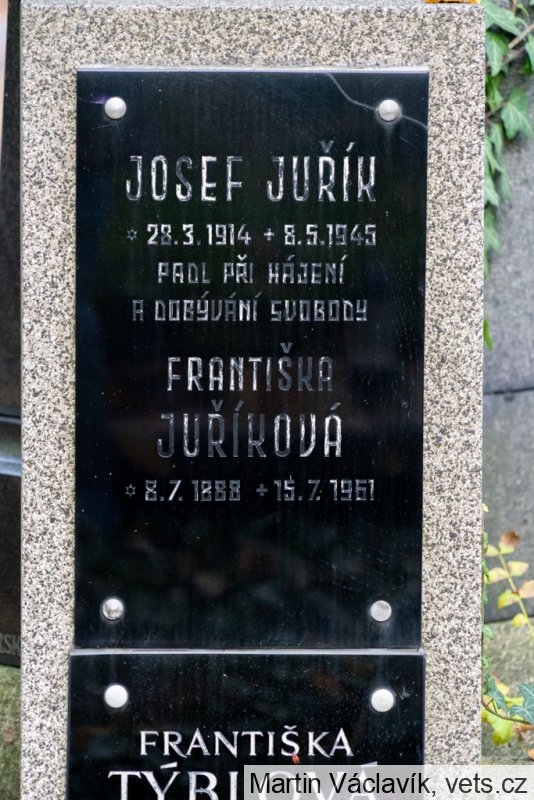 JOSEF JUŘÍK
✡ 28.3.1914 + 8.5.1945
PADL PŘI HÁJENÍ
A DOBÝVÁNÍ SVOBODY
FRANTIŠKA
JUŘÍKOVÁ
✡ 8.7.1888 + 15.7.1961
FRANTIŠKA
TÝBLOVÁ
Martin Václavík, vets.cz